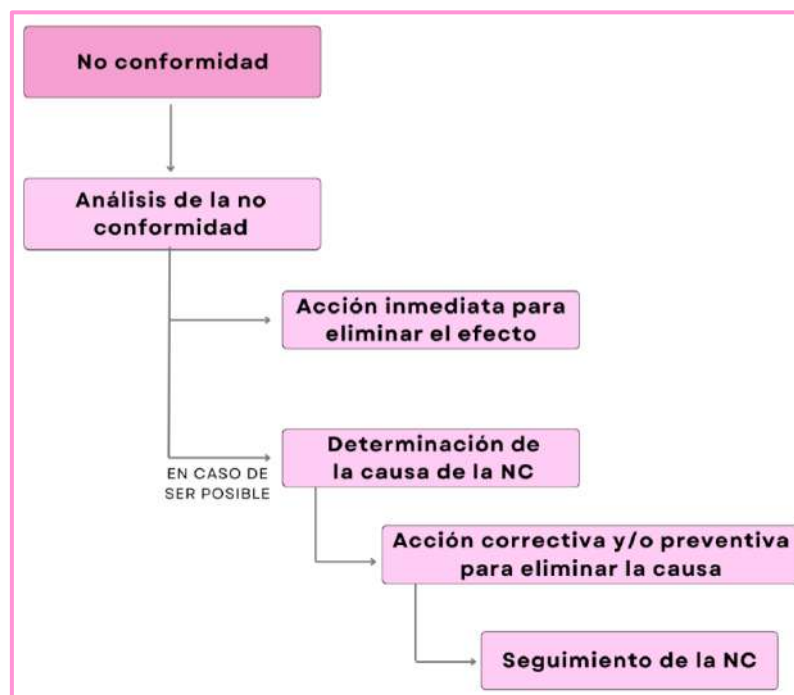 No conformidad
Análisis de la no
conformidad
Acción inmediata para
eliminar el efecto
EN CASO DE
SER POSIBLE
Determinación de
la causa de la NC
Acción correctiva y/o preventiva
para eliminar la causa
Seguimiento de la NC